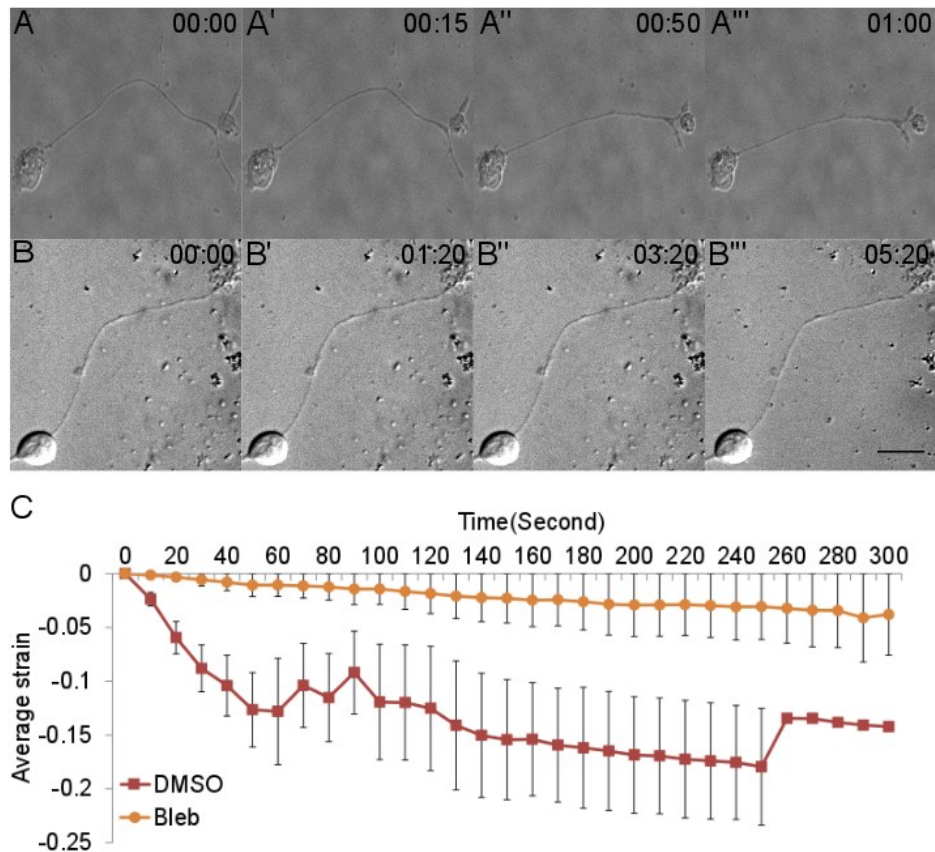 A 00:00 A' 00:15 A'' 00:50 A''' 01:00
B 00:00 B' 01:20 B'' 03:20 B''' 05:20
C
Time(Second)
0 20 40 60 80 100 120 140 160 180 200 220 240 260 280 300
0
-0.05
-0.1
-0.15
-0.2
-0.25
Average strain
DMSO
Bleb